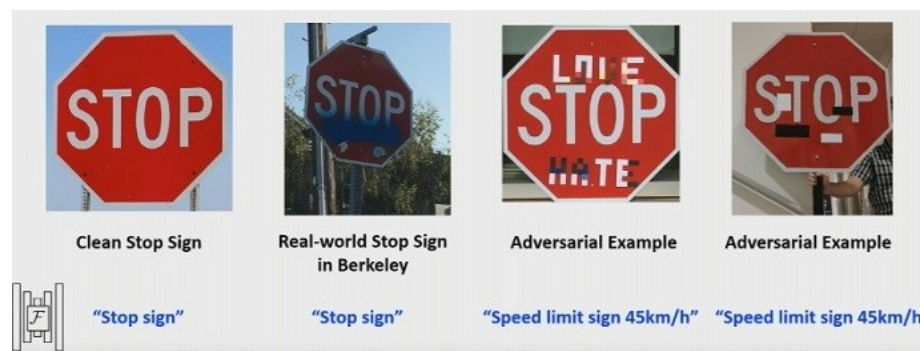 STOP
STOP
LOVE
STOP
HATE
STOP
Clean Stop Sign
Real-world Stop Sign
in Berkeley
Adversarial Example
Adversarial Example
F
"Stop sign"
"Stop sign"
"Speed limit sign 45km/h"
"Speed limit sign 45km/h